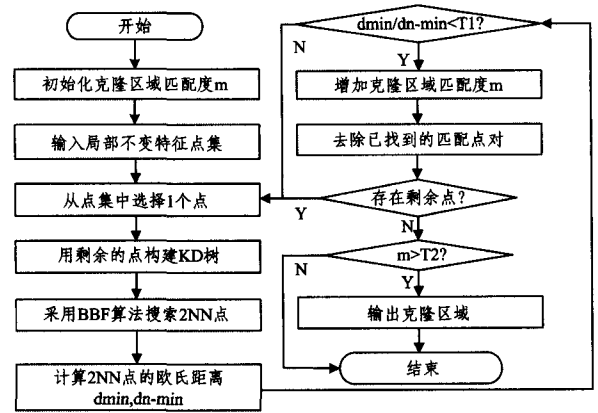 开始
初始化克隆区域匹配度m
输入局部不变特征点集
从点集中选择1个点
用剩余的点构建KD树
采用BBF算法搜索2NN点
计算2NN点的欧氏距离
dmin,dn-min
dmin/dn-min<T1?
N
Y
增加克隆区域匹配度m
去除已找到的匹配点对
存在剩余点?
Y
N
m>T2?
N
Y
输出克隆区域
结束